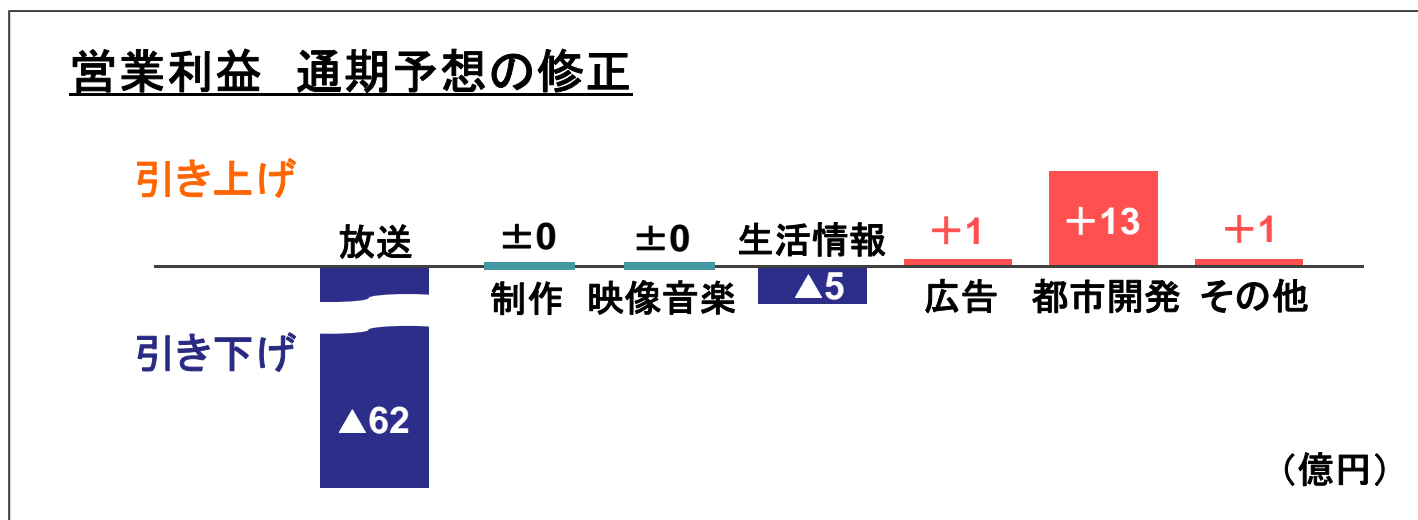 営業利益　通期予想の修正
引き上げ
放送
±0
±0
生活情報
＋1
＋13
＋1
制作
映像音楽
▲5
広告
都市開発
その他
引き下げ
▲62
（億円）